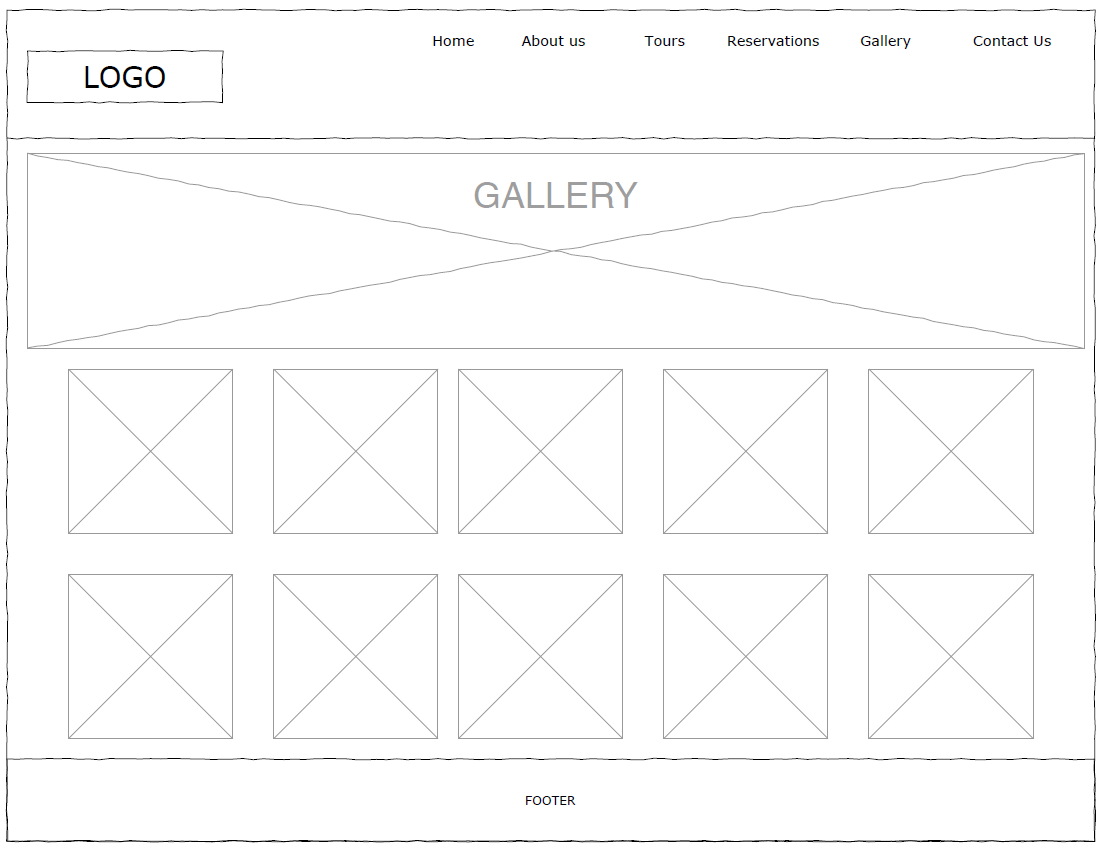 Home About us Tours Reservations Gallery Contact Us
LOGO
GALLERY
FOOTER